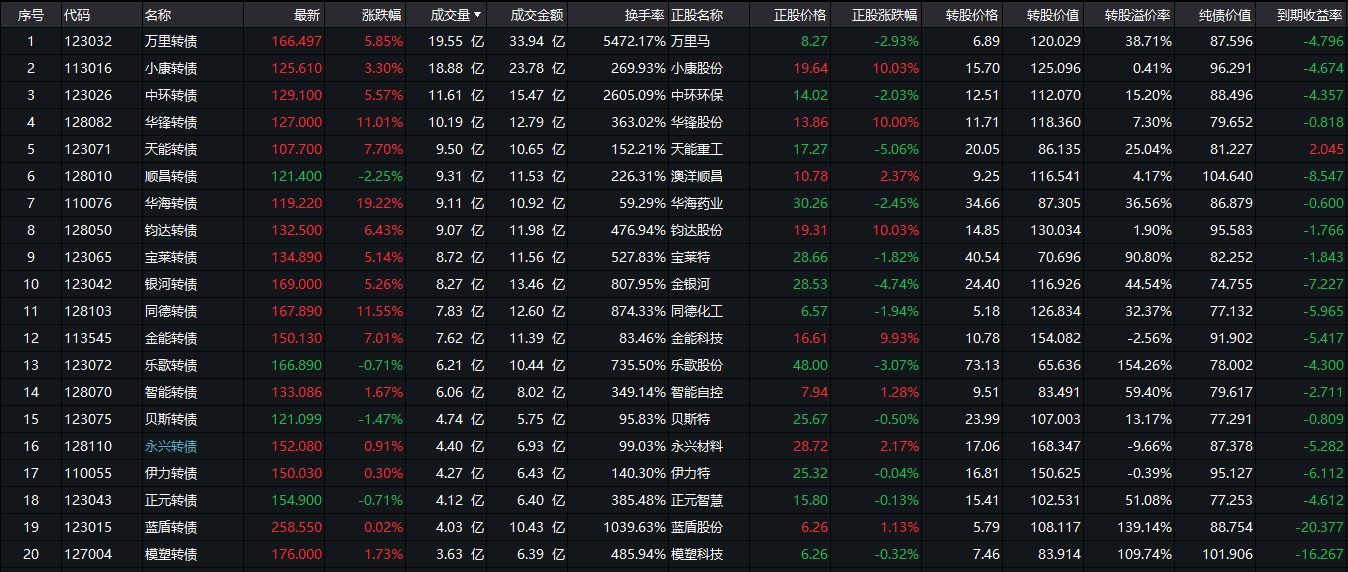 序号 代码 名称 最新 涨跌幅 成交量 成交金额 换手率 正股名称 正股价格 正股涨跌幅 转股价格 转股价值 转股溢价率 纯债价值 到期收益率
1 123032 万里转债 166.497 5.85% 19.55 亿 33.94 亿 5472.17% 万里马 8.27 -2.93% 6.89 120.029 38.71% 87.596 -4.796
2 113016 小康转债 125.610 3.30% 18.88 亿 23.78 亿 269.93% 小康股份 19.64 10.03% 15.70 125.096 0.41% 96.291 -4.674
3 123026 中环转债 129.100 5.57% 11.61 亿 15.47 亿 2605.09% 中环环保 14.02 -2.03% 12.51 112.070 15.20% 88.496 -4.357
4 128082 华锋转债 127.000 11.01% 10.19 亿 12.79 亿 363.02% 华锋股份 13.86 10.00% 11.71 118.360 7.30% 79.652 -0.818
5 123071 天能转债 107.700 7.70% 9.50 亿 10.65 亿 152.21% 天能重工 17.27 -5.06% 20.05 86.135 25.04% 81.227 2.045
6 128010 顺昌转债 121.400 -2.25% 9.31 亿 11.53 亿 226.31% 澳洋顺昌 10.78 2.37% 9.25 116.541 4.17% 104.640 -8.547
7 110076 华海转债 119.220 19.22% 9.11 亿 10.92 亿 59.29% 华海药业 30.26 -2.45% 34.66 87.305 36.56% 86.879 -0.600
8 128050 钧达转债 132.500 6.43% 9.07 亿 11.98 亿 476.94% 钧达股份 19.31 10.03% 14.85 130.034 1.90% 95.583 -1.766
9 123065 宝莱转债 134.890 5.14% 8.72 亿 11.56 亿 527.83% 宝莱特 28.66 -1.82% 40.54 70.696 90.80% 82.252 -1.843
10 123042 银河转债 169.000 5.26% 8.27 亿 13.46 亿 807.95% 金银河 28.53 -4.74% 24.40 116.926 44.54% 74.755 -7.227
11 128103 同德转债 167.890 11.55% 7.83 亿 12.60 亿 874.33% 同德化工 6.57 -1.94% 5.18 126.834 32.37% 77.132 -5.965
12 113545 金能转债 150.130 7.01% 7.62 亿 11.39 亿 83.46% 金能科技 16.61 9.93% 10.78 154.082 -2.56% 91.902 -5.417
13 123072 乐歌转债 166.890 -0.71% 6.21 亿 10.44 亿 735.50% 乐歌股份 48.00 -3.07% 73.13 65.636 154.26% 78.002 -4.300
14 128070 智能转债 133.086 1.67% 6.06 亿 8.02 亿 349.14% 智能自控 7.94 1.28% 9.51 83.491 59.40% 79.617 -2.711
15 123075 贝斯转债 121.099 -1.47% 4.74 亿 5.75 亿 95.83% 贝斯特 25.67 -0.50% 23.99 107.003 13.17% 77.291 -0.809
16 128110 永兴转债 152.080 0.91% 4.40 亿 6.93 亿 99.03% 永兴材料 28.72 2.17% 17.06 168.347 -9.66% 87.378 -5.282
17 110055 伊力转债 150.030 0.30% 4.27 亿 6.43 亿 140.30% 伊力特 25.32 -0.04% 16.81 150.625 -0.39% 95.127 -6.112
18 123043 正元转债 154.900 -0.71% 4.12 亿 6.40 亿 385.48% 正元智慧 15.80 -0.13% 15.41 102.531 51.08% 77.253 -4.612
19 123015 蓝盾转债 258.550 0.02% 4.03 亿 10.43 亿 1039.63% 蓝盾股份 6.26 1.13% 5.79 108.117 139.14% 88.754 -20.377
20 127004 模塑转债 176.000 1.73% 3.63 亿 6.39 亿 485.94% 模塑科技 6.26 -0.32% 7.46 83.914 109.74% 101.906 -16.267